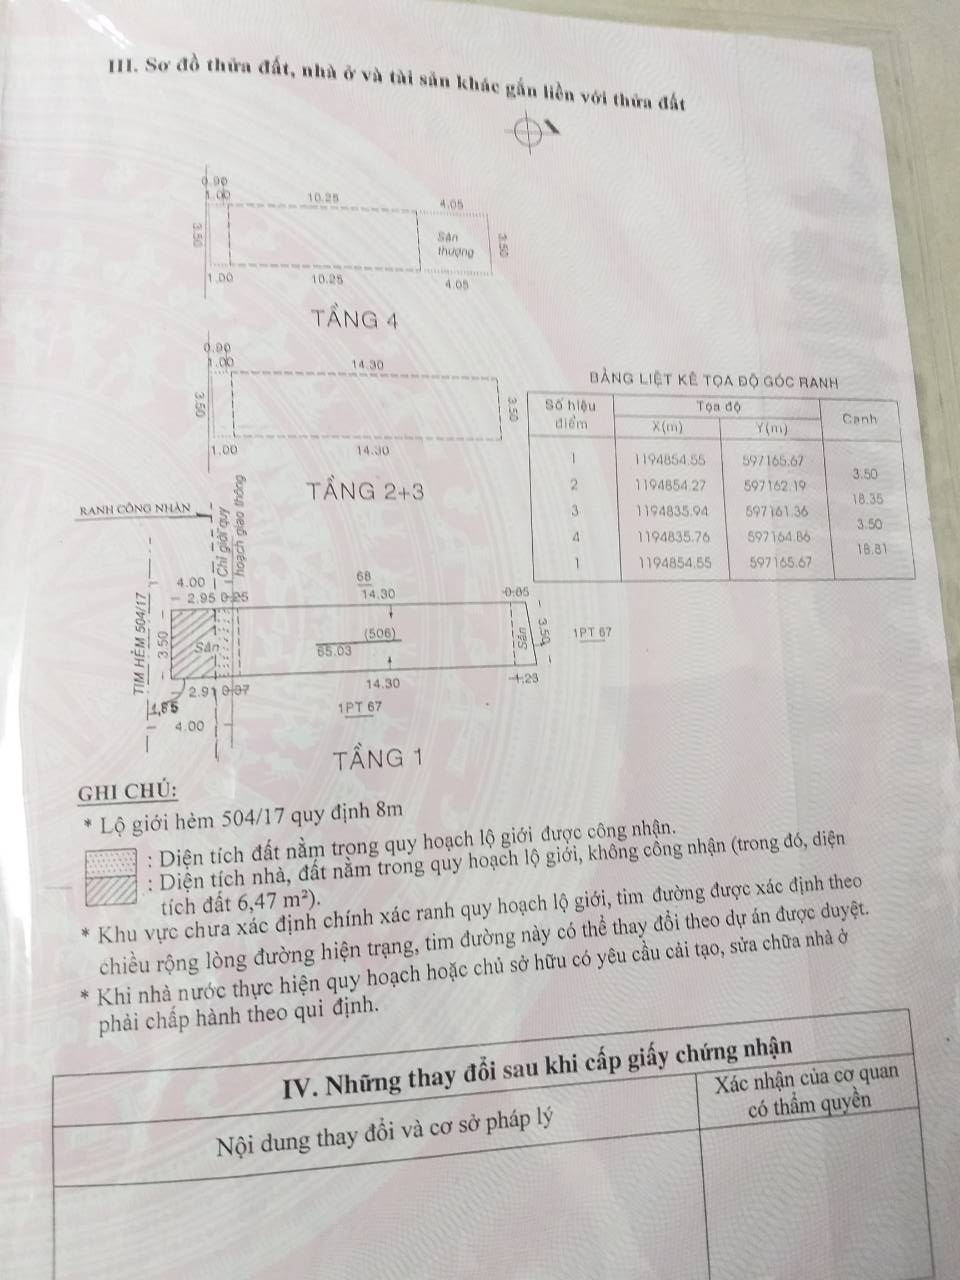 III. Sơ đồ thửa đất, nhà ở và tài sản khác gắn liền với thửa đất
0.90
1.00 10.25 4.05
3.50 Sân thượng 3.50
1.00 10.25 4.05
TẦNG 4
0.90
1.00 14.30
3.50 3.50
1.00 14.30
TẦNG 2+3
BẢNG LIỆT KÊ TỌA ĐỘ GÓC RANH
Số hiệu điểm Tọa độ Cạnh
X(m) Y(m)
1 1194854.55 597165.67
3.50
2 1194854.27 597162.19
18.35
3 1194835.94 597161.36
3.50
4 1194835.76 597164.86
18.81
1 1194854.55 597165.67
RANH CÔNG NHẬN
Chỉ giới quy
hoạch giao thông
TIM HẺM 504/17
4.00 68
2.95 0.25 14.30 0.85
3.50 Sân (506) Sân 3.50 1PT 67
65.03
2.91 0.37 14.30 1.23
1,85 1PT 67
4.00
TẦNG 1
GHI CHÚ:
* Lộ giới hẻm 504/17 quy định 8m
: Diện tích đất nằm trong quy hoạch lộ giới được công nhận.
: Diện tích nhà, đất nằm trong quy hoạch lộ giới, không công nhận (trong đó, diện
tích đất 6,47 m²).
* Khu vực chưa xác định chính xác ranh quy hoạch lộ giới, tim đường được xác định theo
chiều rộng lòng đường hiện trạng, tim đường này có thể thay đổi theo dự án được duyệt.
* Khi nhà nước thực hiện quy hoạch hoặc chủ sở hữu có yêu cầu cải tạo, sửa chữa nhà ở
phải chấp hành theo qui định.
IV. Những thay đổi sau khi cấp giấy chứng nhận
Nội dung thay đổi và cơ sở pháp lý
Xác nhận của cơ quan
có thẩm quyền